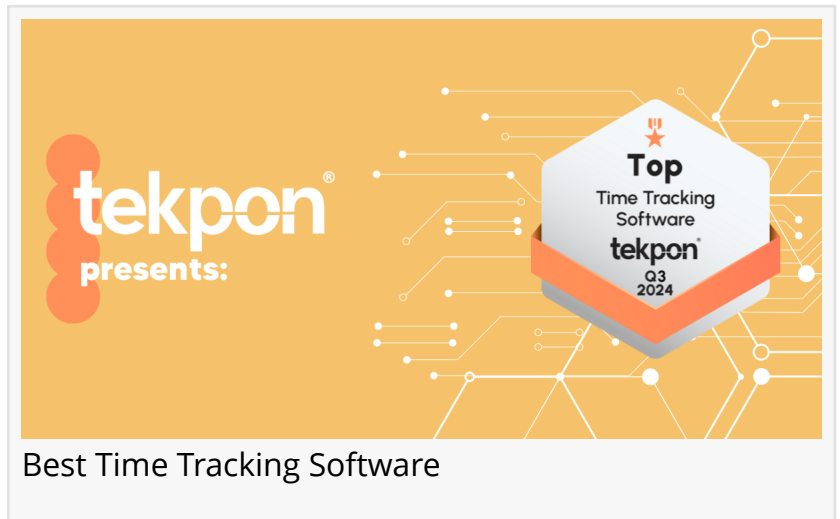 tekpon®
presents:
Top
Time Tracking
Software
tekpon®
Q3
2024
Best Time Tracking Software